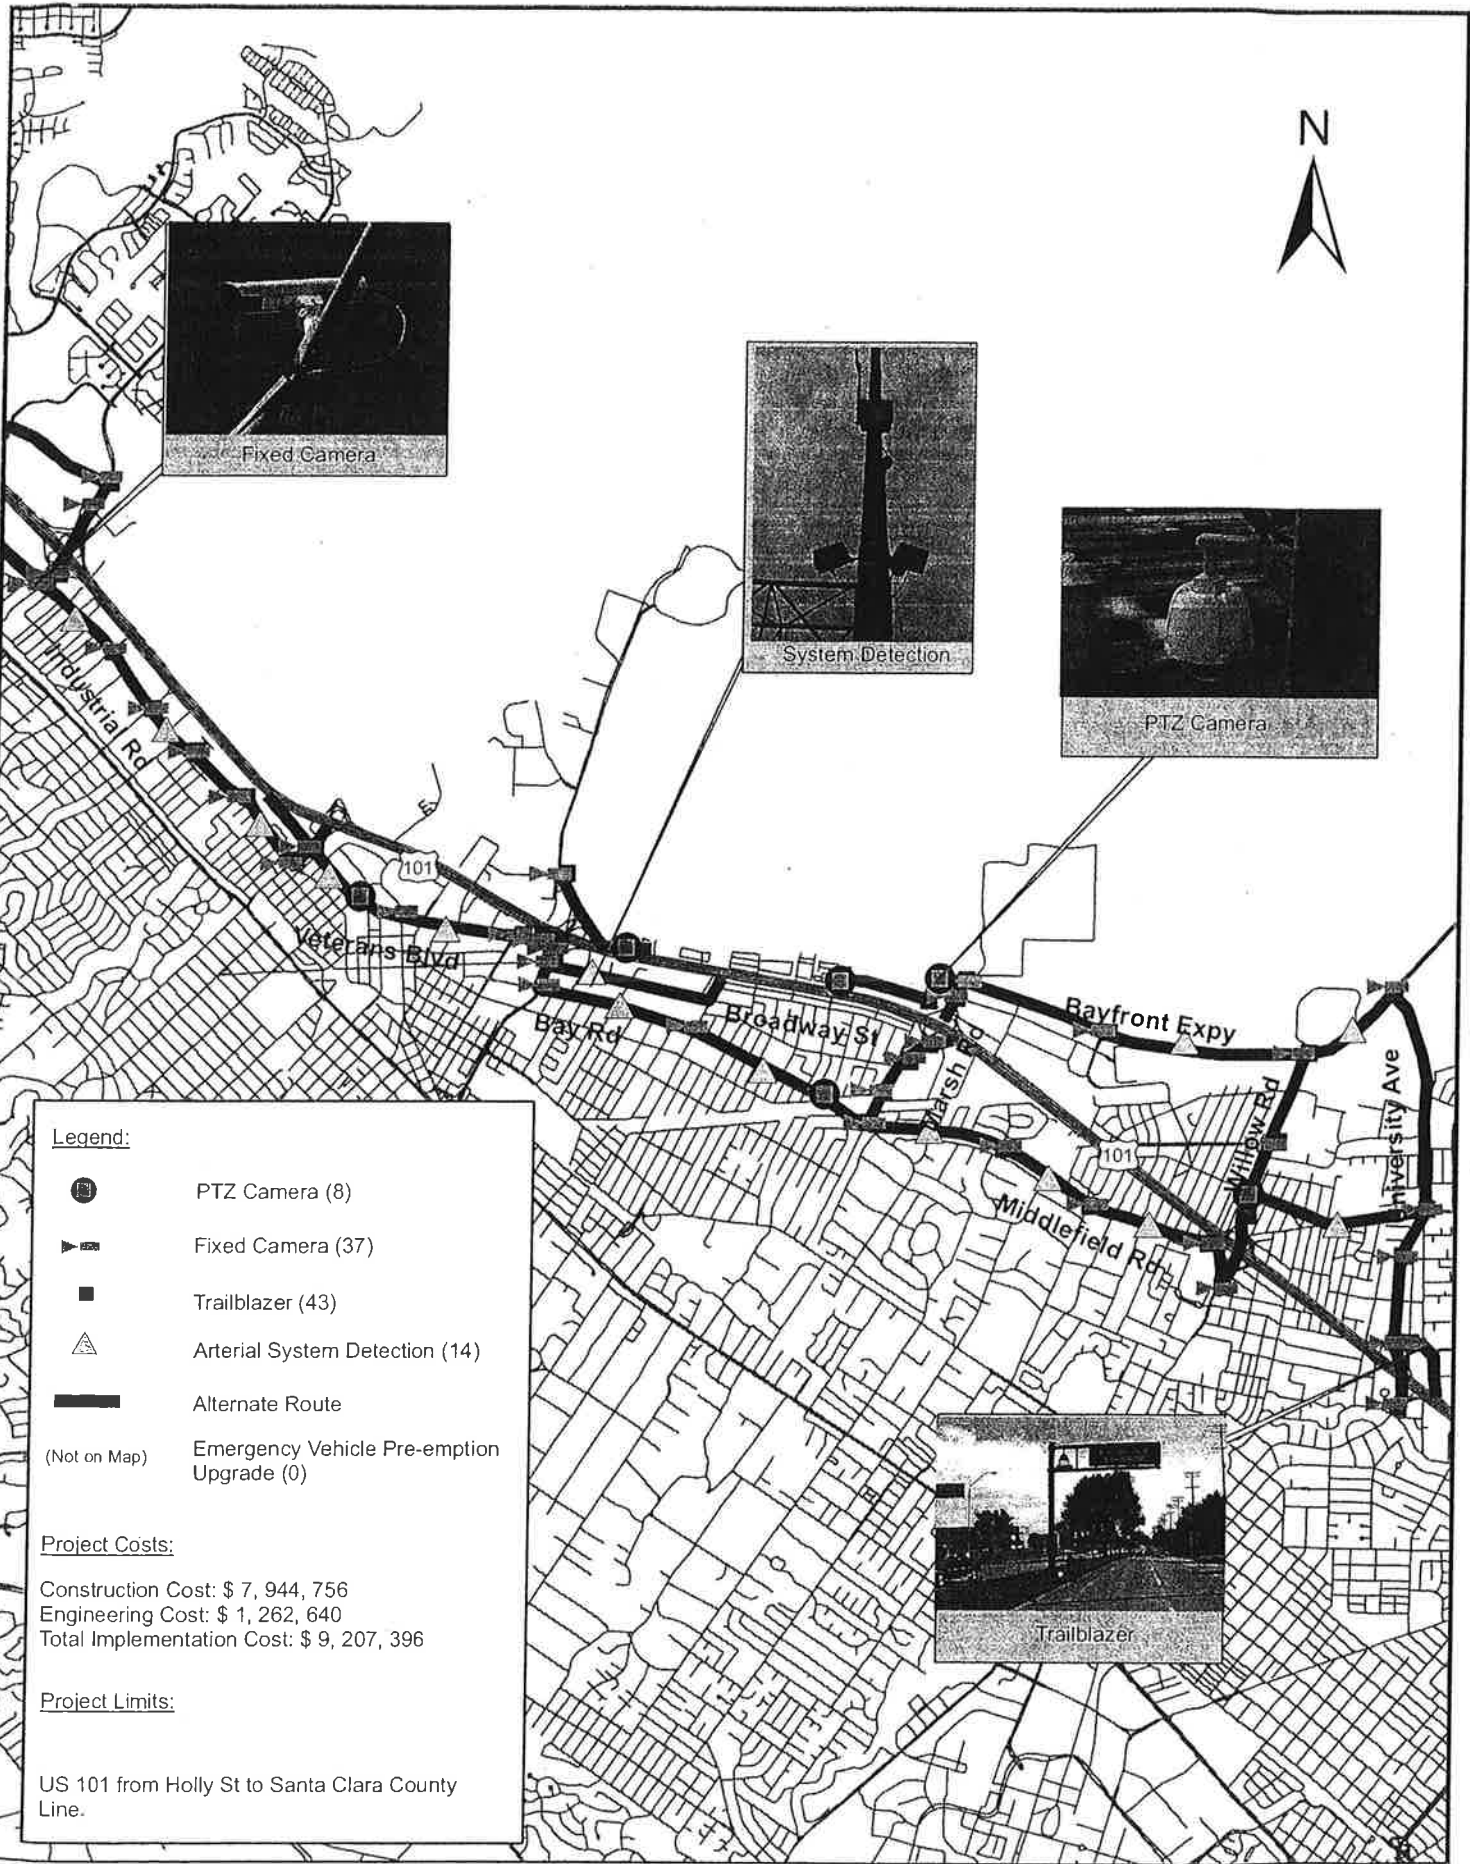 N
Fixed Camera
System Detection
PTZ Camera
Industrial Rd
101
Veterans Blvd
Bay Rd
Broadway St
Bayfront Expy
Marsh Rd
Willow Rd
University Ave
101
Middlefield Rd
Trailblazer
Legend:
PTZ Camera (8)
Fixed Camera (37)
Trailblazer (43)
Arterial System Detection (14)
Alternate Route
(Not on Map)
Emergency Vehicle Pre-emption
Upgrade (0)
Project Costs:
Construction Cost: $ 7, 944, 756
Engineering Cost: $ 1, 262, 640
Total Implementation Cost: $ 9, 207, 396
Project Limits:
US 101 from Holly St to Santa Clara County
Line.